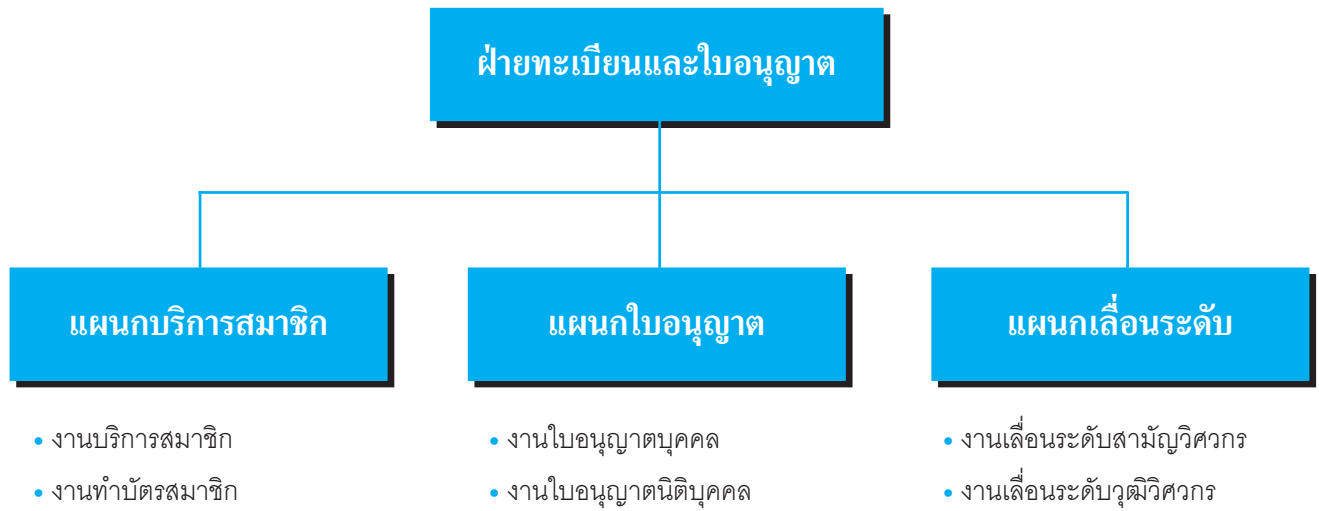 ฝ่ายทะเบียนและใบอนุญาต
แผนกบริการสมาชิก
• งานบริการสมาชิก
• งานทำบัตรสมาชิก
แผนกใบอนุญาต
• งานใบอนุญาตบุคคล
• งานใบอนุญาตนิติบุคคล
แผนกเลื่อนระดับ
• งานเลื่อนระดับสามัญวิศวกร
• งานเลื่อนระดับวุฒิวิศวกร